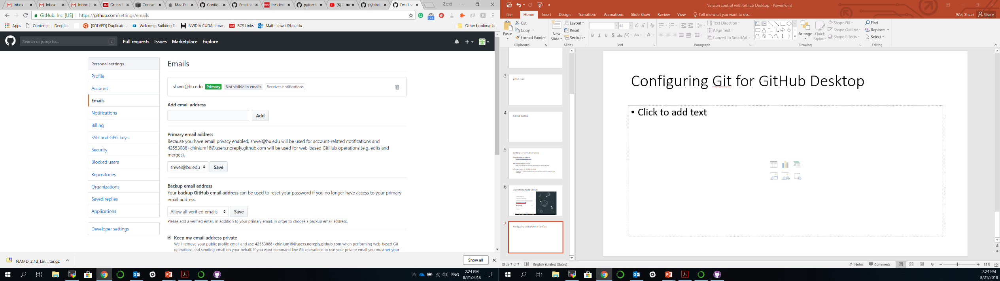 Inbox -
Inbox -
Inbox (
Green P
Contac
Mac Pr
Configu
Email se
Inciden
pytorch
(6) 2
pybind
Email se
Shuai
GitHub, Inc. [US]
https://github.com/settings/emails
OFF
Apps
Contents — DeepLea
[SOLVED] Duplicate s
Welcome: Building De
NVIDIA CUDA Library
RCS Links
Mail - shwei@bu.edu
Other bookmarks
Search or jump to...
/
Pull requests
Issues
Marketplace
Explore
Personal settings
Profile
Account
Emails
Notifications
Billing
SSH and GPG keys
Security
Blocked users
Repositories
Organizations
Saved replies
Applications
Developer settings
Emails
shwei@bu.edu Primary Not visible in emails Receives notifications
Add email address
Add
Primary email address
Because you have email privacy enabled, shwei@bu.edu will be used for account-related notifications and
42553088+chinium18@users.noreply.github.com will be used for web-based GitHub operations (e.g. edits and
merges).
shwei@bu.edu
Save
Backup email address
Your backup GitHub email address can be used to reset your password if you no longer have access to your primary
email address.
Allow all verified emails
Save
Please add a verified email, in addition to your primary email, in order to choose a backup email address.
Keep my email address private
We'll remove your public profile email and use 42553088+chinium18@users.noreply.github.com when performing web-based Git
operations and sending email on your behalf. If you want command line Git operations to use your private email you must set your
NAMD_2.12_Lin....tar.gz
Show all
ENG
2:24 PM
8/21/2018
Version control with Github Desktop - PowerPoint
File
Home
Insert
Design
Transitions
Animations
Slide Show
Review
View
Tell me what you want to do...
Wei, Shuai
Share
Paste
Cut
Copy
Format Painter
Clipboard
New
Slide
Layout
Reset
Section
Slides
44
Font
Text Direction
Align Text
Convert to SmartArt
Paragraph
Arrange
Quick
Styles
Shape Fill
Shape Outline
Shape Effects
Drawing
Find
Replace
Select
Editing
3
github.com
4
GitHub desktop
5
Setting up GitHub Desktop
6
Authenticating to GitHub
7
Configuring Git for GitHub Desktop
Configuring Git for GitHub Desktop
• Click to add text
Slide 7 of 7
English (United States)
Notes
Comments
88%
2:24 PM
8/21/2018